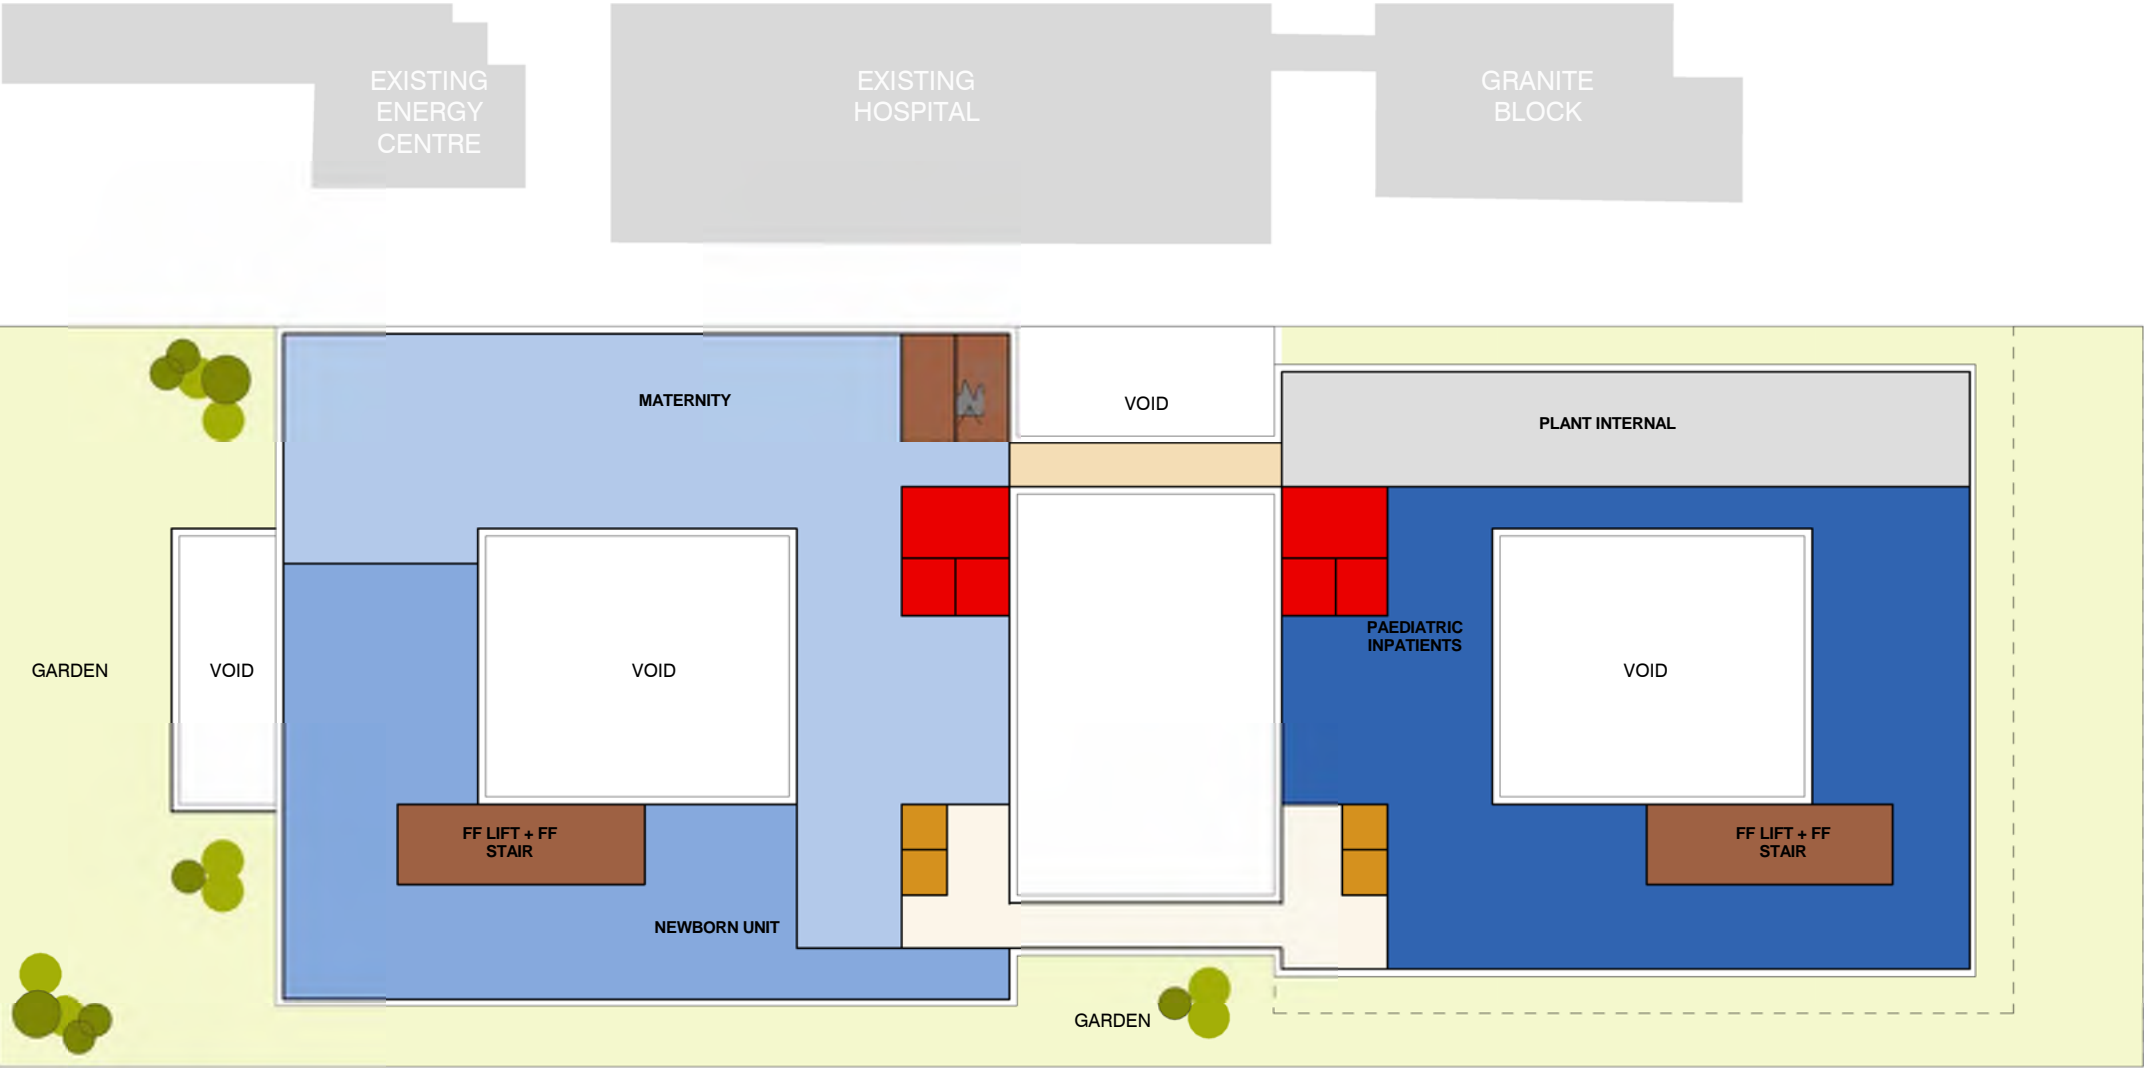 EXISTING
ENERGY
CENTRE
EXISTING
HOSPITAL
GRANITE
BLOCK
MATERNITY
VOID
PLANT INTERNAL
PAEDIATRIC
INPATIENTS
GARDEN
VOID
VOID
VOID
FF LIFT + FF
STAIR
FF LIFT + FF
STAIR
NEWBORN UNIT
GARDEN